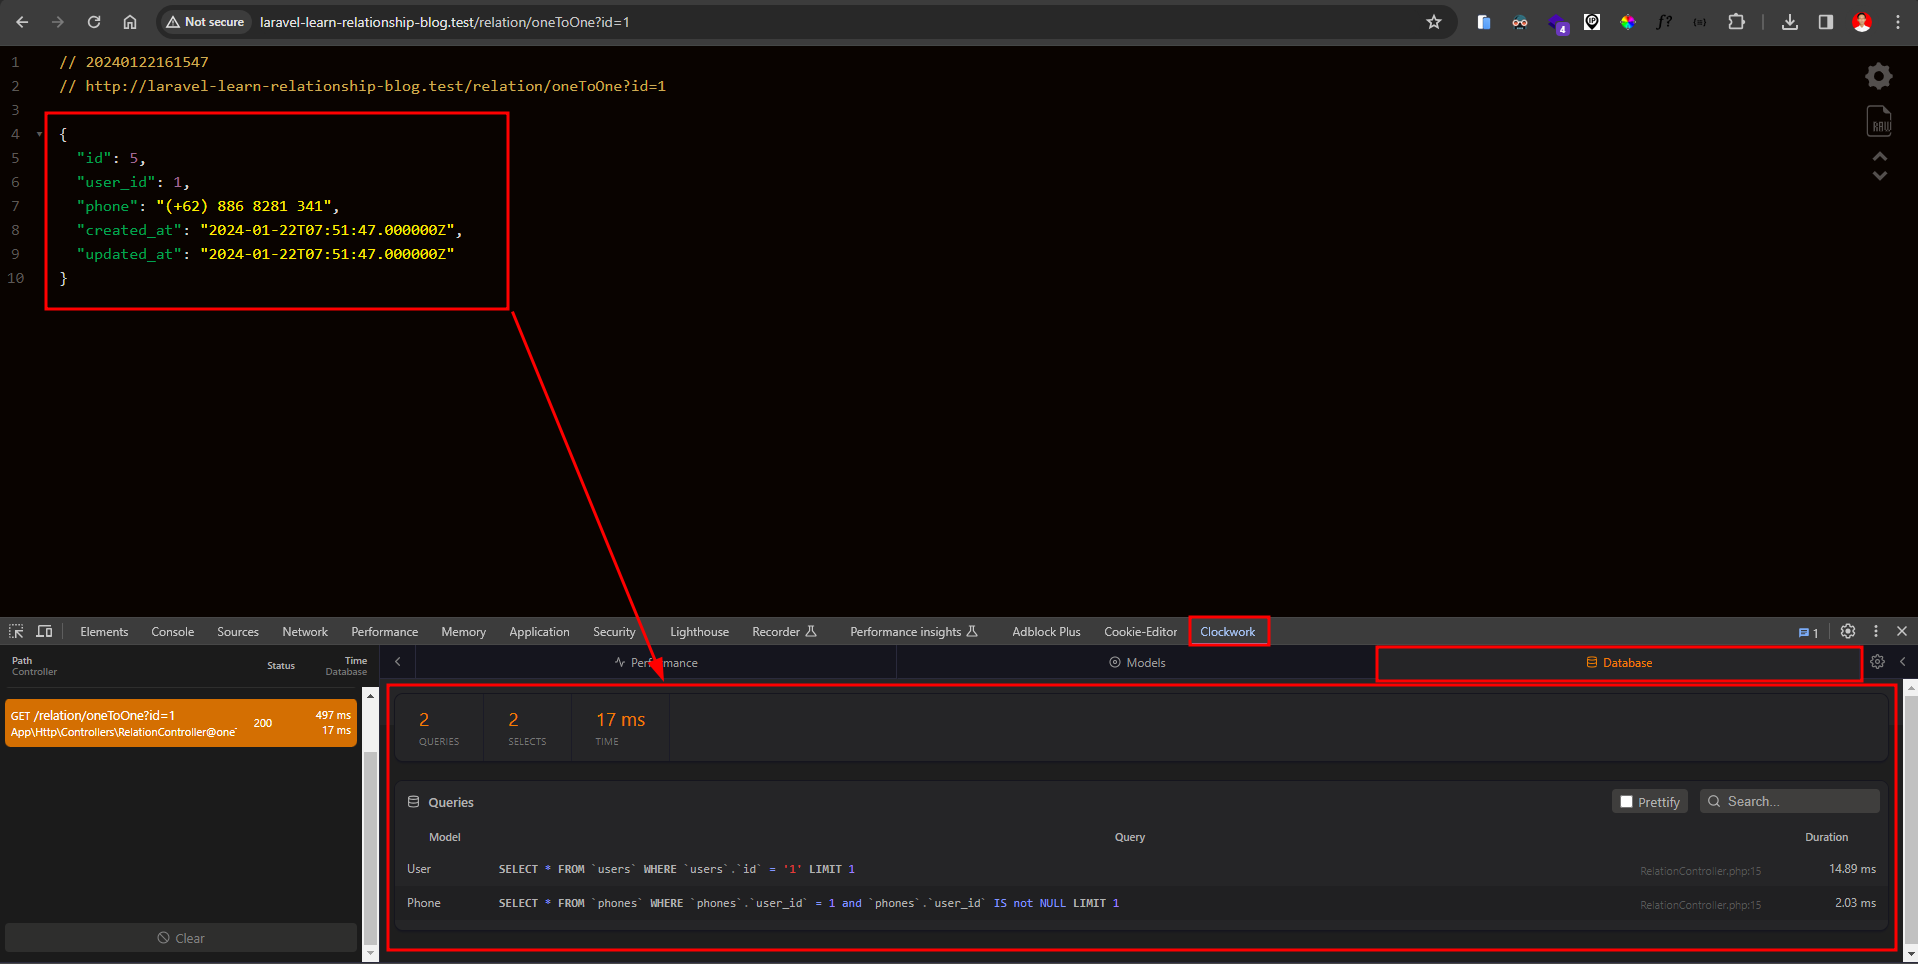 Not secure laravel-learn-relationship-blog.test/relation/oneToOne?id=1
4
1 // 20240122161547
2 // http://laravel-learn-relationship-blog.test/relation/oneToOne?id=1
3
4 {
5 "id": 5,
6 "user_id": 1,
7 "phone": "(+62) 886 8281 341",
8 "created_at": "2024-01-22T07:51:47.000000Z",
9 "updated_at": "2024-01-22T07:51:47.000000Z"
10 }
RAW
Elements Console Sources Network Performance Memory Application Security Lighthouse Recorder Performance insights Adblock Plus Cookie-Editor Clockwork 1
Path Status Time
Controller Database
Models Database
GET /relation/oneToOne?id=1 200 497 ms
App\Http\Controllers\RelationController@one 17 ms
2 2 17 ms
QUERIES SELECTS TIME
Queries Prettify Search...
Model Query Duration
User SELECT * FROM `users` WHERE `users`.`id` = '1' LIMIT 1 RelationController.php:15 14.89 ms
Phone SELECT * FROM `phones` WHERE `phones`.`user_id` = 1 and `phones`.`user_id` IS not NULL LIMIT 1 RelationController.php:15 2.03 ms
Clear